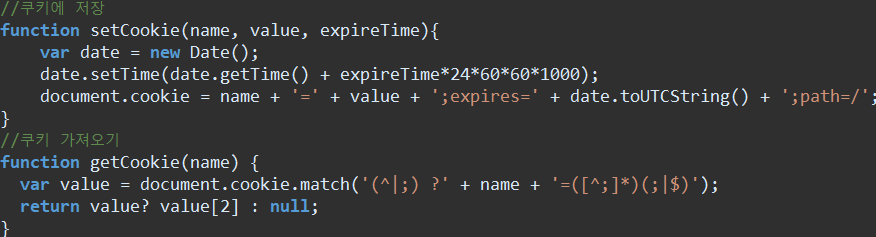 //쿠키에 저장
function setCookie(name, value, expireTime){
    var date = new Date();
    date.setTime(date.getTime() + expireTime*24*60*60*1000);
    document.cookie = name + '=' + value + ';expires=' + date.toUTCString() + ';path=/';
}
//쿠키 가져오기
function getCookie(name) {
  var value = document.cookie.match('(^|;) ?' + name + '=([^;]*)(;|$)');
  return value? value[2] : null;
}